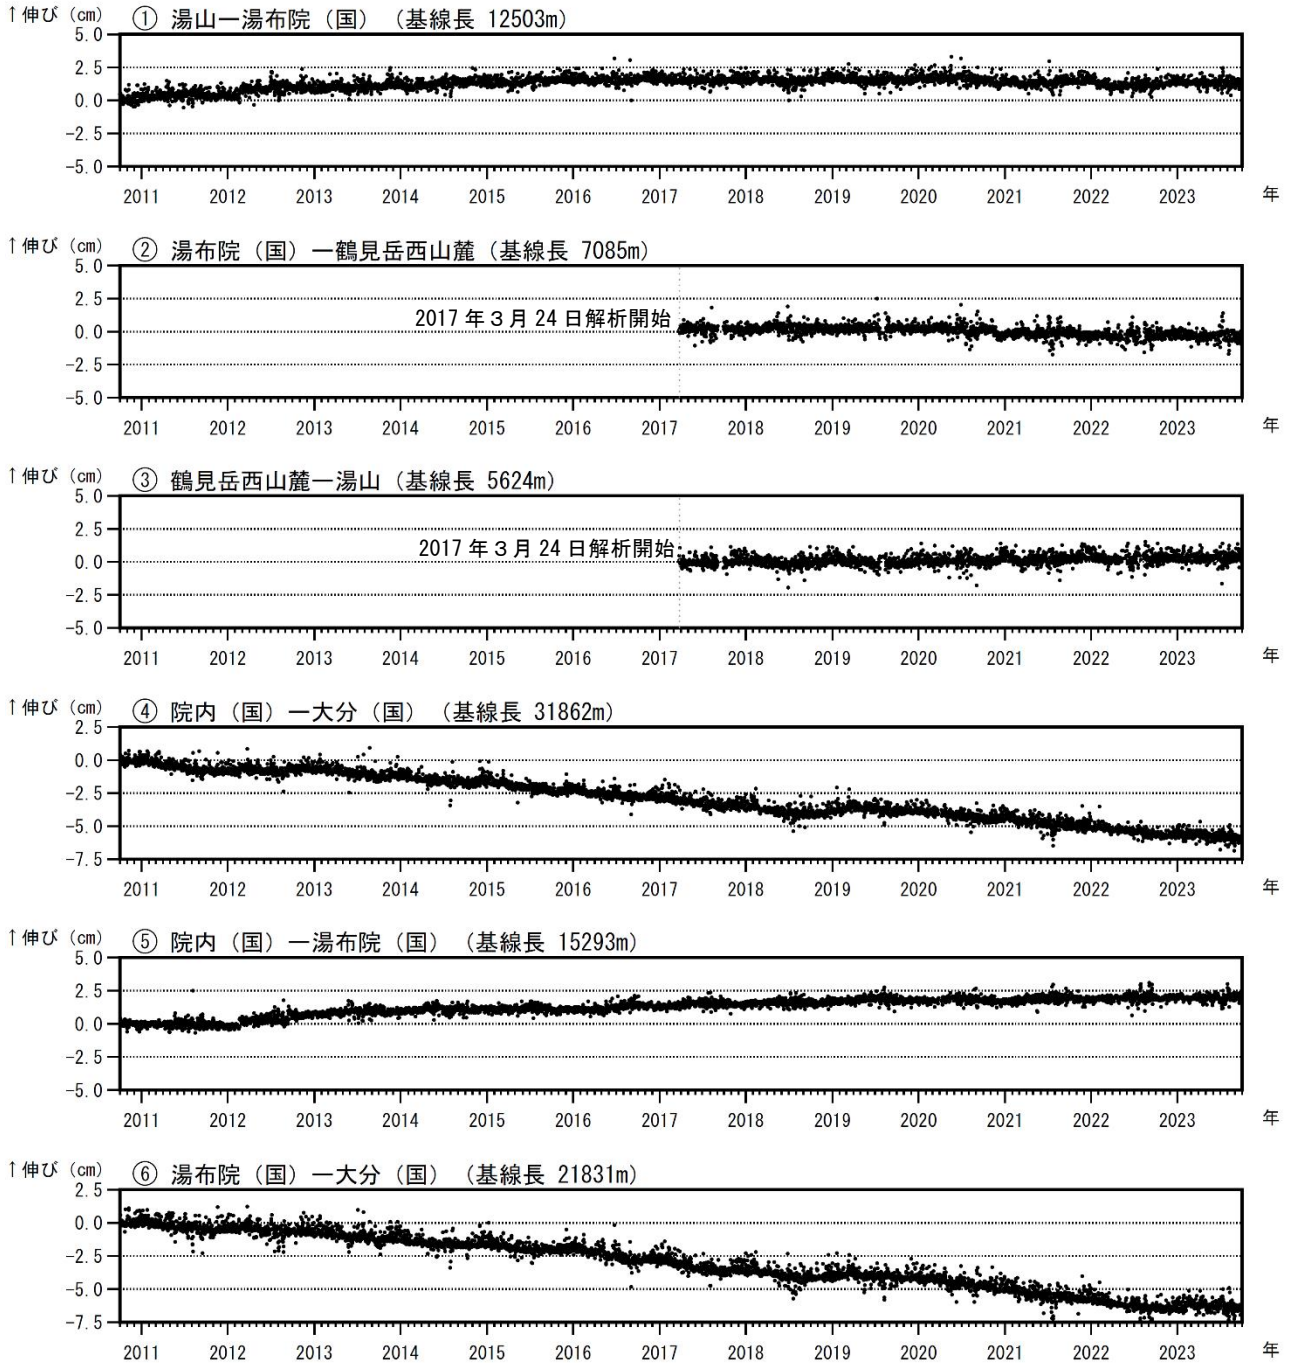 ↑伸び (cm) ① 湯山ー湯布院（国）（基線長 12503m）
5.0
2.5
0.0
-2.5
-5.0
2011 2012 2013 2014 2015 2016 2017 2018 2019 2020 2021 2022 2023 年
↑伸び (cm) ② 湯布院（国）ー鶴見岳西山麓（基線長 7085m）
5.0
2.5
2017 年３月 24 日解析開始
0.0
-2.5
-5.0
2011 2012 2013 2014 2015 2016 2017 2018 2019 2020 2021 2022 2023 年
↑伸び (cm) ③ 鶴見岳西山麓ー湯山（基線長 5624m）
5.0
2.5
2017 年３月 24 日解析開始
0.0
-2.5
-5.0
2011 2012 2013 2014 2015 2016 2017 2018 2019 2020 2021 2022 2023 年
↑伸び (cm) ④ 院内（国）ー大分（国）（基線長 31862m）
2.5
0.0
-2.5
-5.0
-7.5
2011 2012 2013 2014 2015 2016 2017 2018 2019 2020 2021 2022 2023 年
↑伸び (cm) ⑤ 院内（国）ー湯布院（国）（基線長 15293m）
5.0
2.5
0.0
-2.5
-5.0
2011 2012 2013 2014 2015 2016 2017 2018 2019 2020 2021 2022 2023 年
↑伸び (cm) ⑥ 湯布院（国）ー大分（国）（基線長 21831m）
2.5
0.0
-2.5
-5.0
-7.5
2011 2012 2013 2014 2015 2016 2017 2018 2019 2020 2021 2022 2023 年